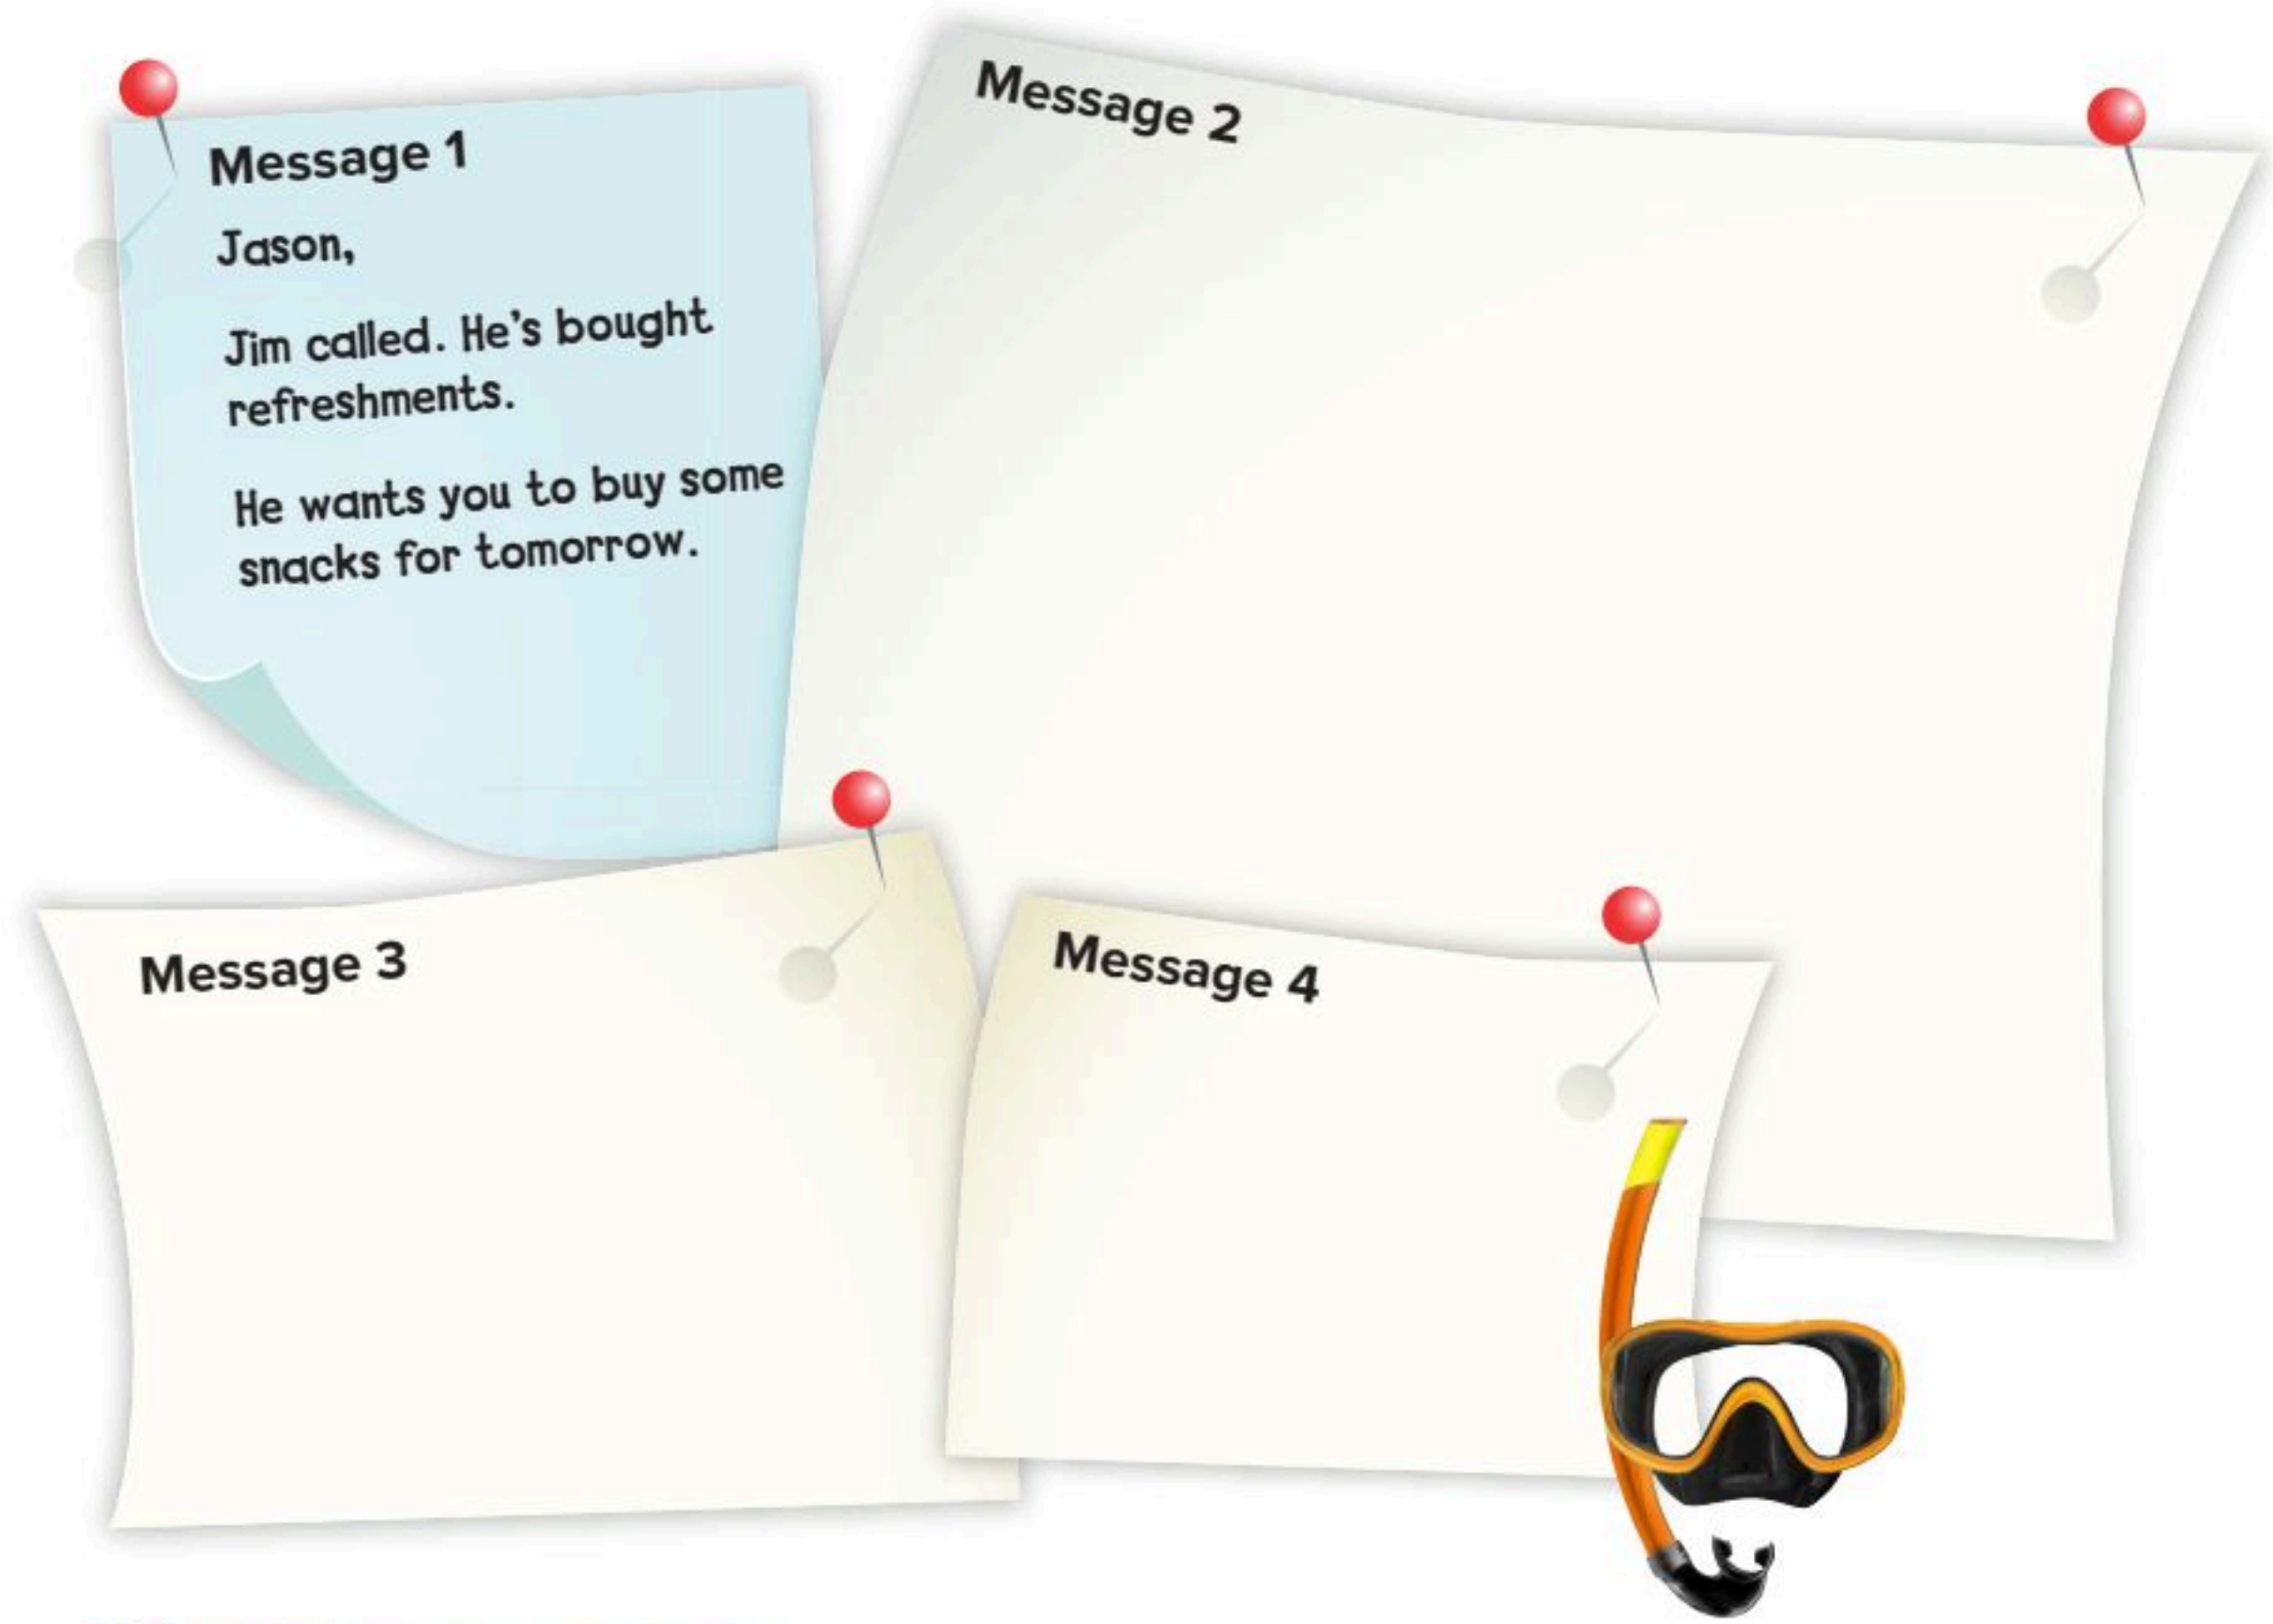 Message 1
Jason,
Jim called. He's bought
refreshments.
He wants you to buy some
snacks for tomorrow.
Message 2
Message 3
Message 4